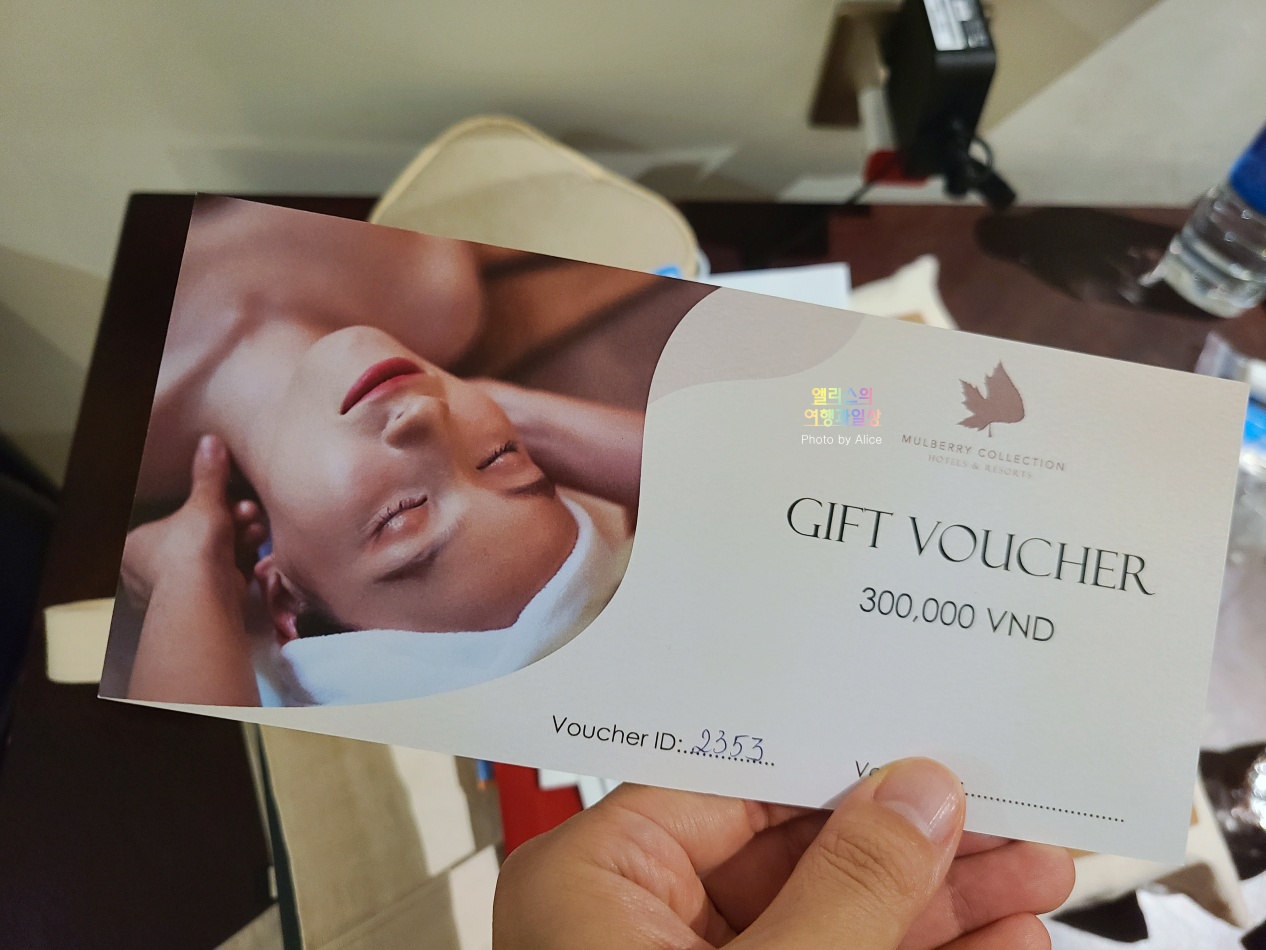 앨리스의
여행과일상
Photo by Alice
MULBERRY COLLECTION
HOTELS & RESORTS
GIFT VOUCHER
300,000 VND
Voucher ID: 2353